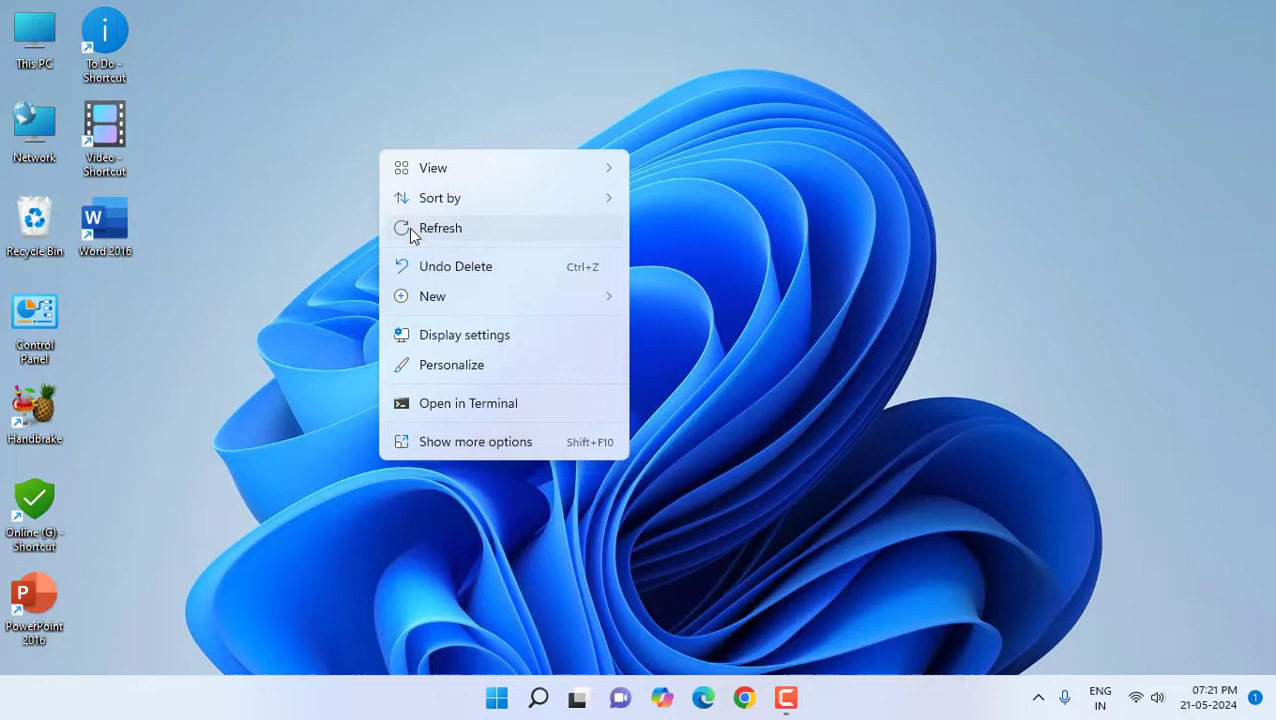 This PC
To Do -
Shortcut
Network
Video -
Shortcut
Recycle Bin
Word 2016
Control
Panel
Handbrake
Online (G) -
Shortcut
P
PowerPoint
2016
View
Sort by
Refresh
Undo Delete Ctrl+Z
New
Display settings
Personalize
Open in Terminal
Show more options Shift+F10
ENG
IN
07:21 PM
21-05-2024
1